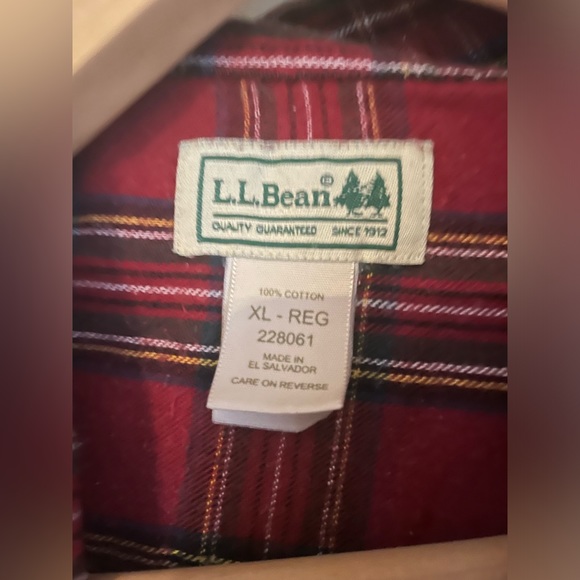 L.L.Bean®
QUALITY GUARANTEED SINCE 1912
100% COTTON
XL - REG
228061
MADE IN
EL SALVADOR
CARE ON REVERSE